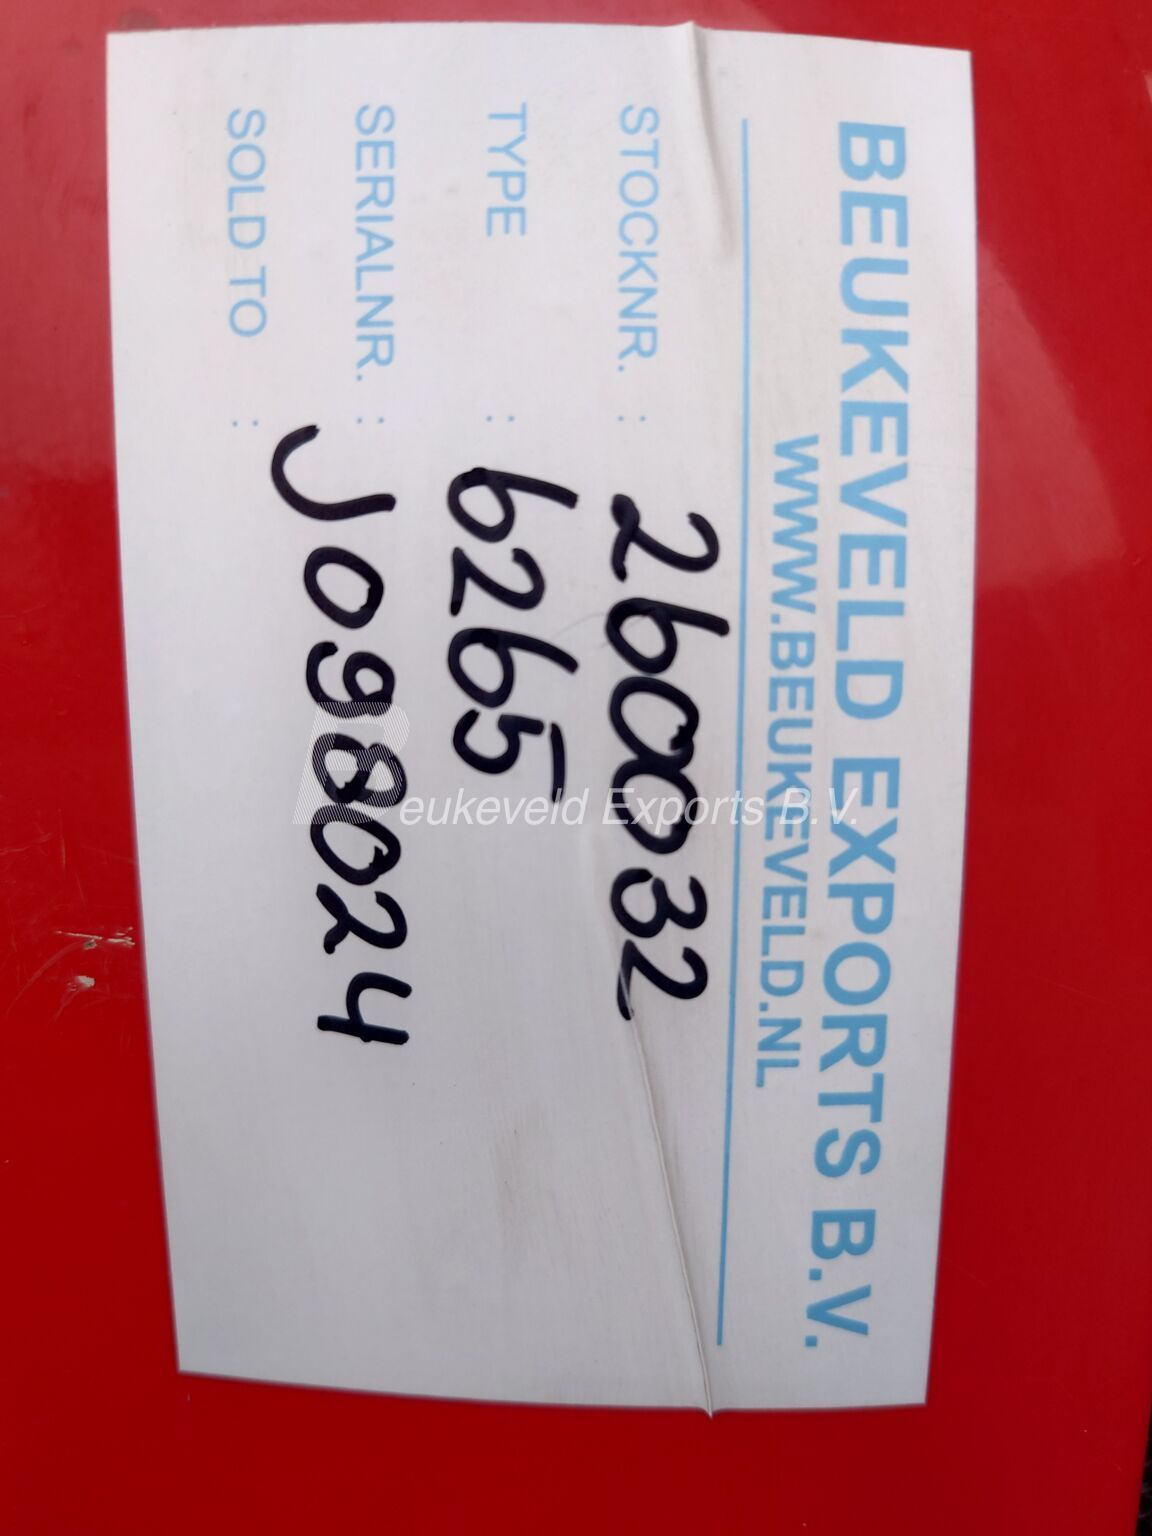 BEUKEVELD EXPORTS B.V.
WWW.BEUKEVELD.NL
STOCKNR. : 2600032
TYPE : 6265
SERIALNR. : J098024
SOLD TO :
Beukeveld Exports B.V.